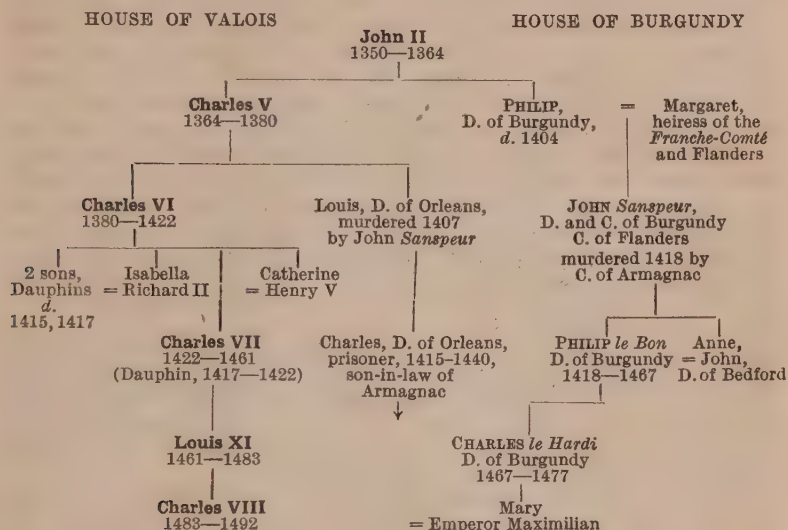 HOUSE OF VALOIS
HOUSE OF BURGUNDY
John II
1350—1364
Charles V
1364—1380
PHILIP,
D. of Burgundy,
d. 1404
=
Margaret,
heiress of the
Franche-Comté
and Flanders
Charles VI
1380—1422
Louis, D. of Orleans,
murdered 1407
by John Sanspeur
JOHN Sanspeur,
D. and C. of Burgundy
C. of Flanders
murdered 1418 by
C. of Armagnac
2 sons,
Dauphins
d.
1415, 1417
Isabella
= Richard II
Catherine
= Henry V
Charles VII
1422—1461
(Dauphin, 1417—1422)
Charles, D. of Orleans,
prisoner, 1415–1440,
son-in-law of
Armagnac
PHILIP le Bon
D. of Burgundy
1418—1467
Anne,
= John,
D. of Bedford
Louis XI
1461—1483
CHARLES le Hardi
D. of Burgundy
1467—1477
Charles VIII
1483—1492
Mary
= Emperor Maximilian